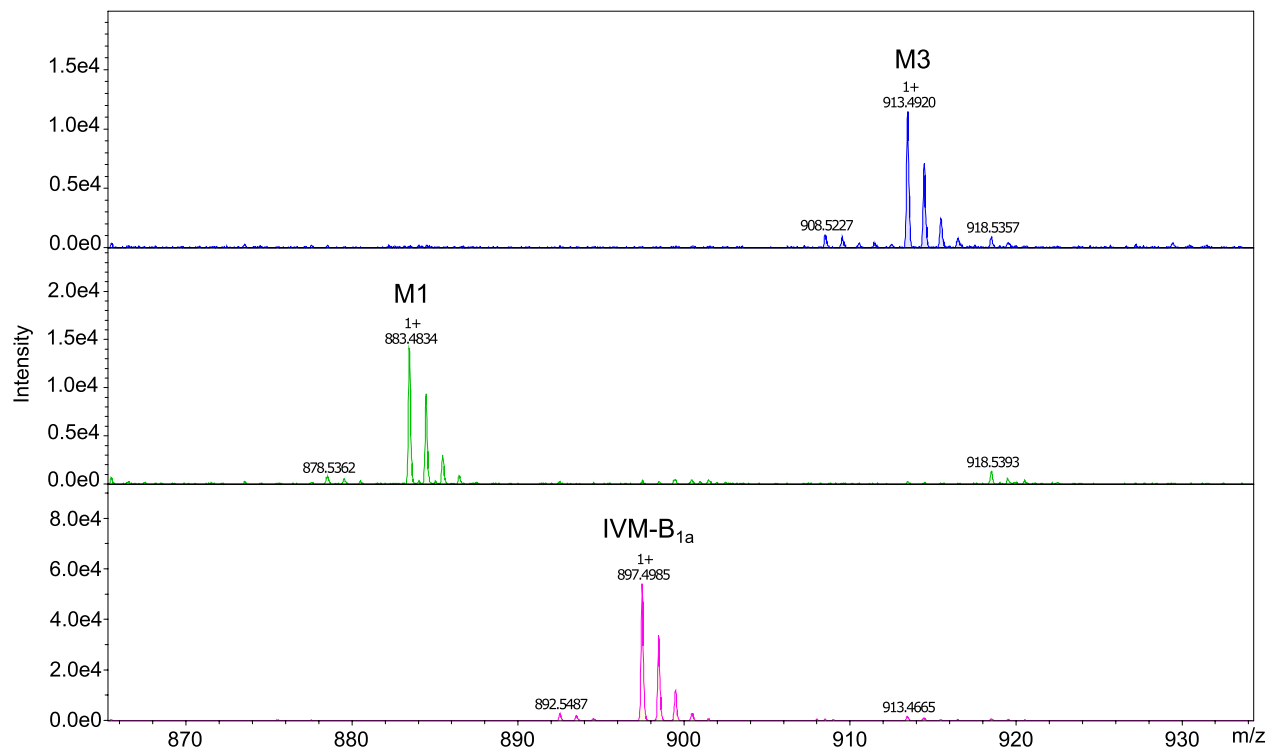 M3
1+
913.4920
1.5e4
1.0e4
0.5e4
0.0e0
908.5227
918.5357
M1
1+
883.4834
2.0e4
1.5e4
1.0e4
0.5e4
0.0e0
878.5362
918.5393
Intensity
IVM-B1a
1+
897.4985
8.0e4
6.0e4
4.0e4
2.0e4
0.0e0
892.5487
913.4665
870 880 890 900 910 920 930 m/z